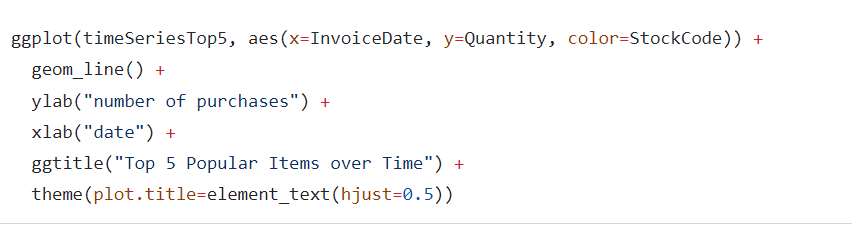 ggplot(timeSeriesTop5, aes(x=InvoiceDate, y=Quantity, color=StockCode)) +
  geom_line() +
  ylab("number of purchases") +
  xlab("date") +
  ggtitle("Top 5 Popular Items over Time") +
  theme(plot.title=element_text(hjust=0.5))